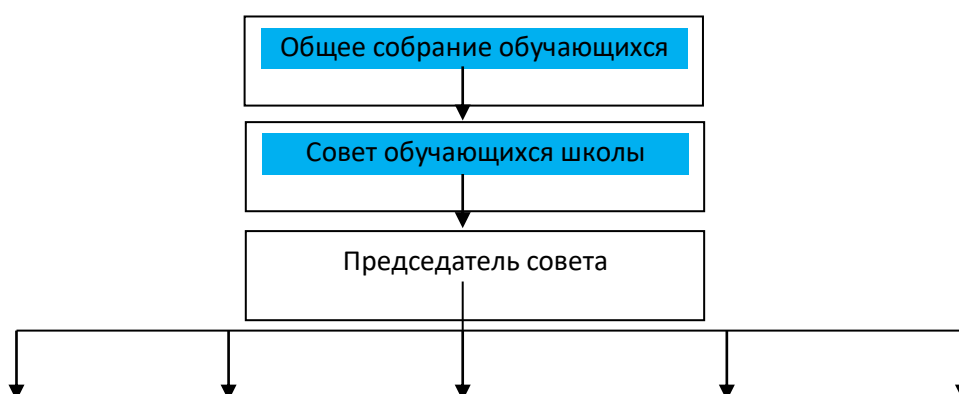 Общее собрание обучающихся
Совет обучающихся школы
Председатель совета